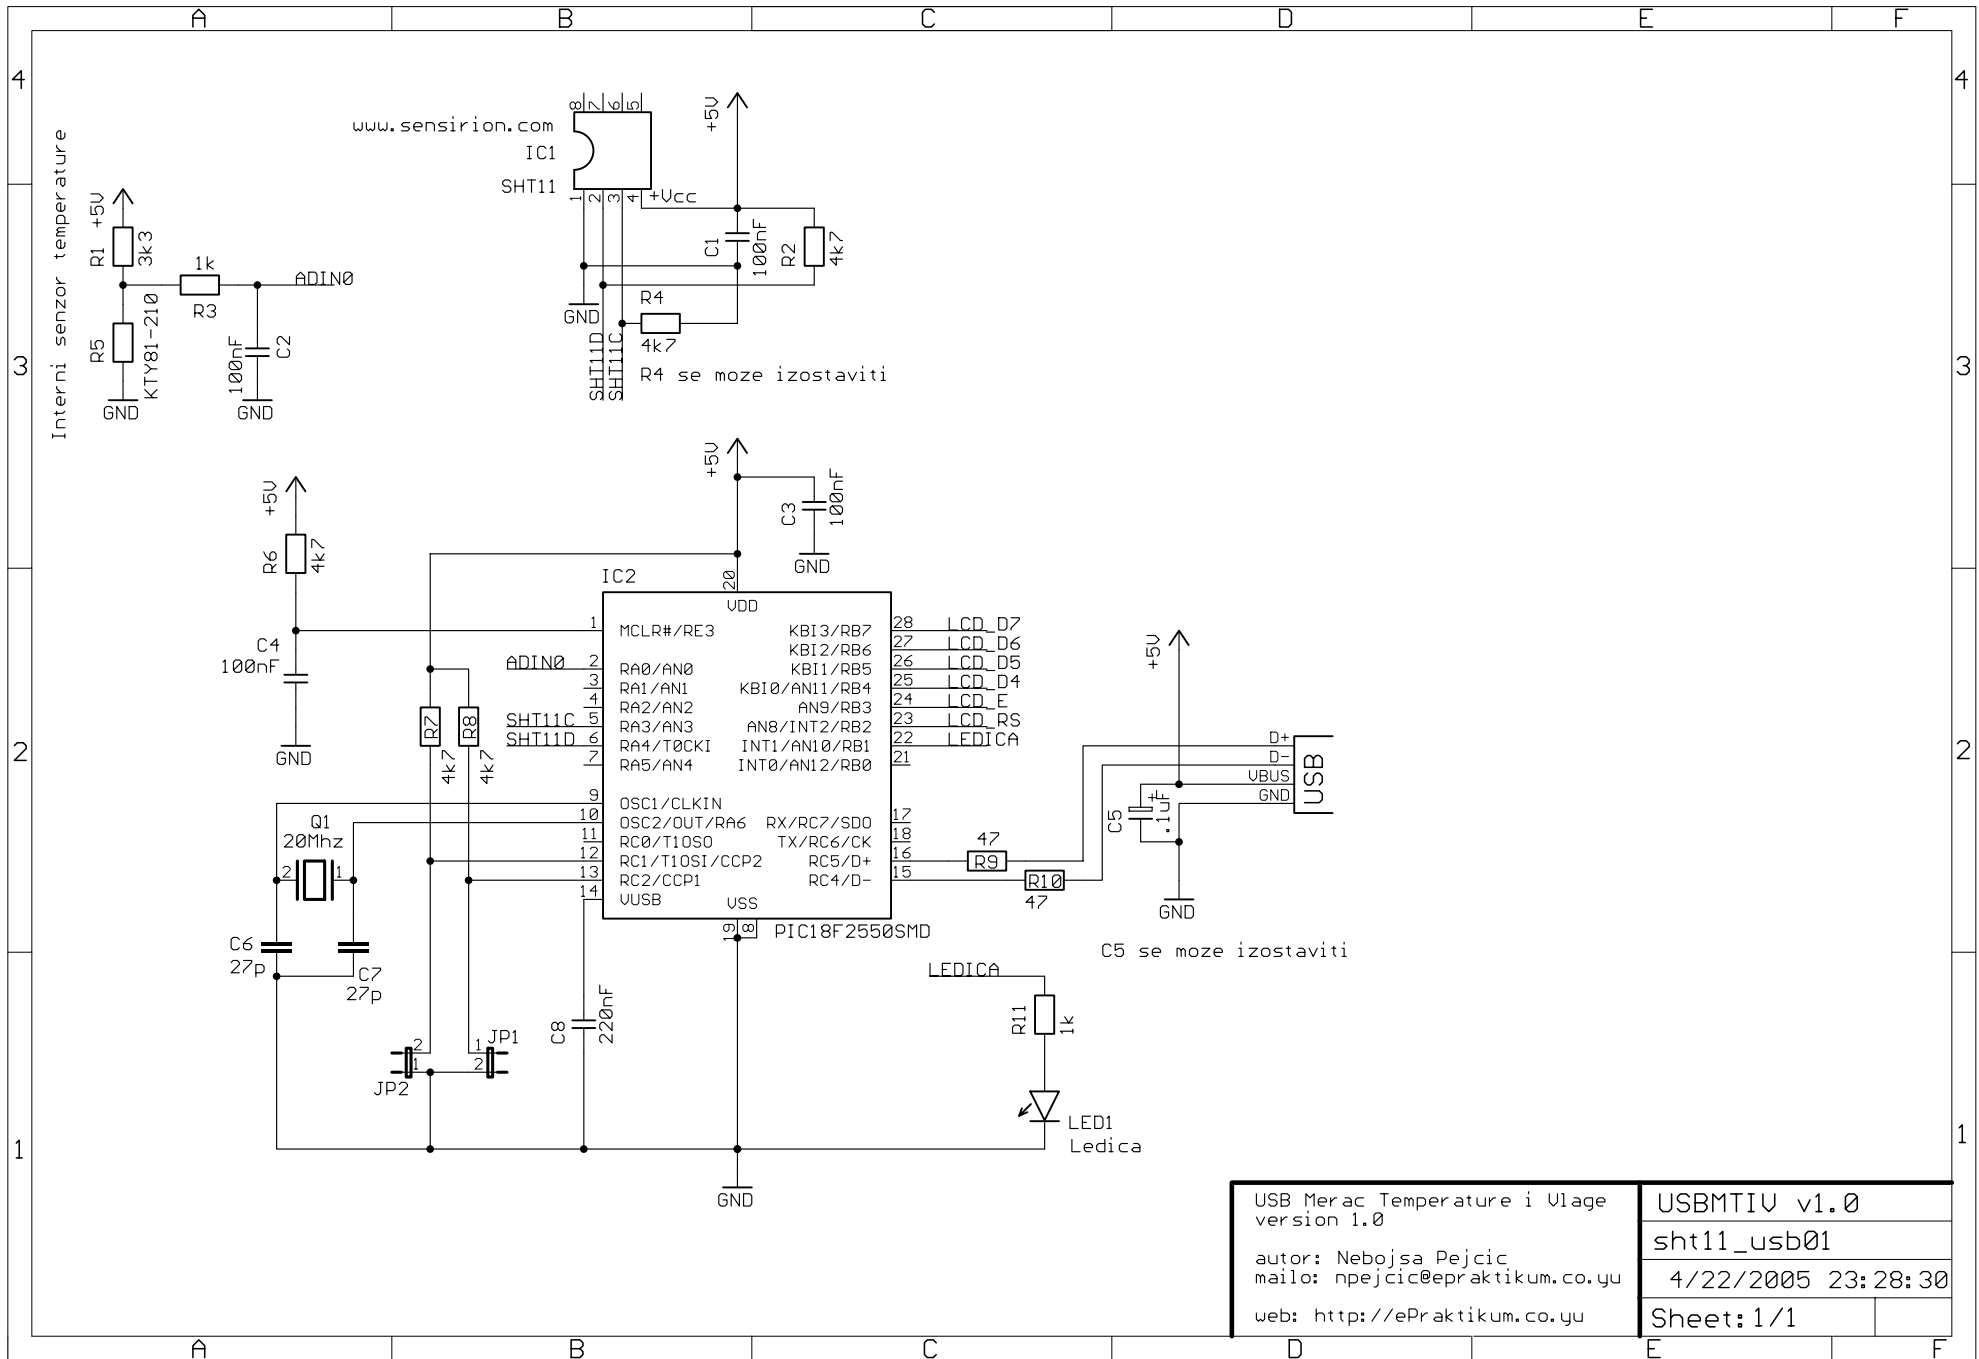 A B C D E F
4
4
Interni senzor temperature
+5V
R1
3k3
1k
R3
ADIN0
R5
KTY81-210
100nF
C2
GND
GND
www.sensirion.com
IC1
SHT11
8 7 6 5
1 2 3 4
+Vcc
+5V
C1
100nF
R2
4k7
GND
R4
4k7
SHT11D
SHT11C
R4 se moze izostaviti
3
3
+5V
R6
4k7
C4
100nF
GND
+5V
C3
100nF
GND
IC2
20
VDD
1 MCLR#/RE3
ADIN0 2 RA0/AN0
3 RA1/AN1
4 RA2/AN2
SHT11C 5 RA3/AN3
SHT11D 6 RA4/T0CKI
7 RA5/AN4
9 OSC1/CLKIN
10 OSC2/OUT/RA6
11 RC0/T1OSO
12 RC1/T1OSI/CCP2
13 RC2/CCP1
14 VUSB
KBI3/RB7 28 LCD_D7
KBI2/RB6 27 LCD_D6
KBI1/RB5 26 LCD_D5
KBI0/AN11/RB4 25 LCD_D4
AN9/RB3 24 LCD_E
AN8/INT2/RB2 23 LCD_RS
INT1/AN10/RB1 22 LEDICA
INT0/AN12/RB0 21
RX/RC7/SDO 17
TX/RC6/CK 18
RC5/D+ 16
RC4/D- 15
VSS
19 8
PIC18F2550SMD
R7
4k7
R8
4k7
2
2
Q1
20Mhz
2 1
C6
27p
C7
27p
47
R9
R10
47
+5V
D+
D-
VBUS
GND
USB
C5
+
.1uF
GND
C5 se moze izostaviti
LEDICA
R11
1k
LED1
Ledica
C8
220nF
2
1
JP2
1
2
JP1
GND
1
1
USB Merac Temperature i Vlage
version 1.0
autor: Nebojsa Pejcic
mailo: npejcic@epraktikum.co.yu
web: http://ePraktikum.co.yu
USBMTIV v1.0
sht11_usb01
4/22/2005 23:28:30
Sheet: 1/1
A B C D E F